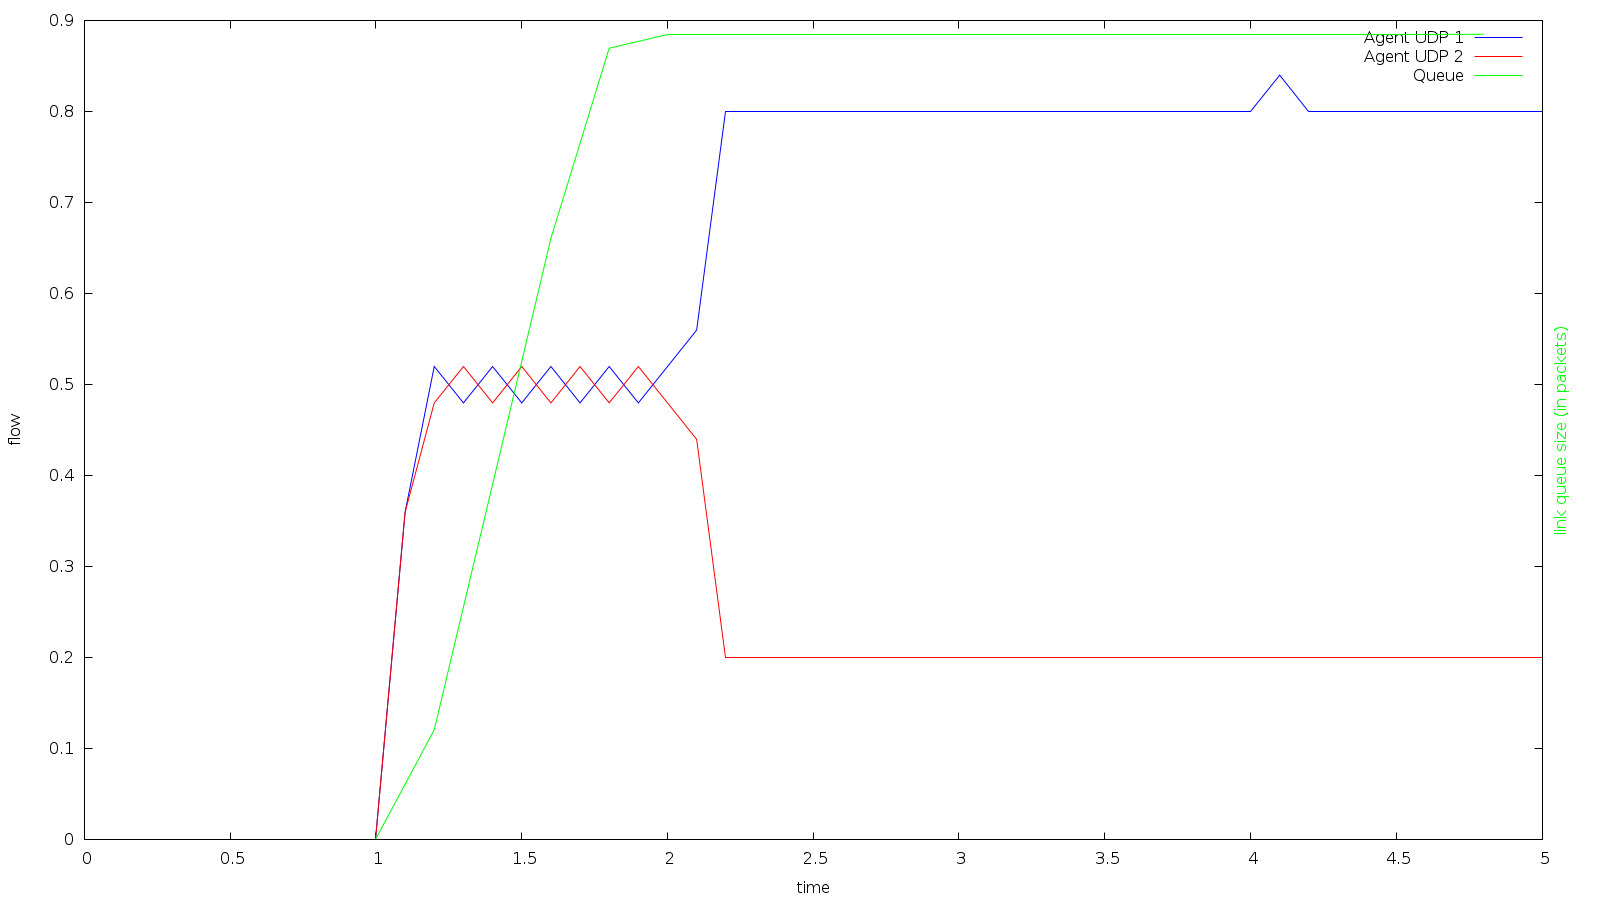 0.9
0.8
0.7
0.6
0.5
0.4
0.3
0.2
0.1
0
flow
Agent UDP 1
Agent UDP 2
Queue
link queue size (in packets)
0 0.5 1 1.5 2 2.5 3 3.5 4 4.5 5
time